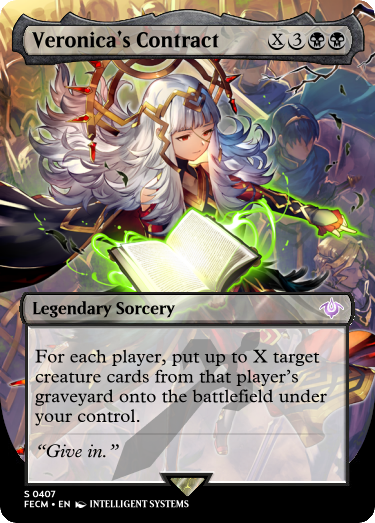 Veronica's Contract X3
Legendary Sorcery
For each player, put up to X target
creature cards from that player's
graveyard onto the battlefield under
your control.
“Give in.”
S 0407
FECM • EN INTELLIGENT SYSTEMS